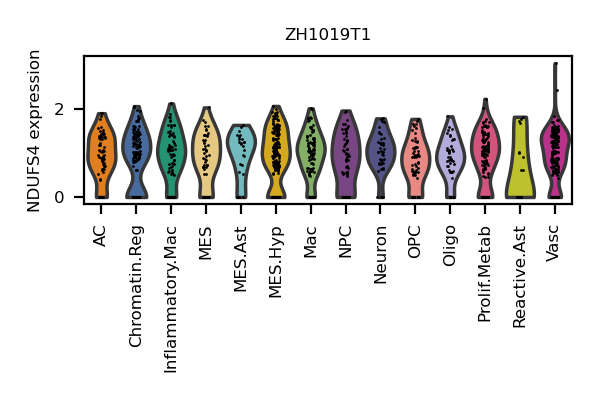 ZH1019T1
NDUFS4 expression
2
0
AC
Chromatin.Reg
Inflammatory.Mac
MES
MES.Ast
MES.Hyp
Mac
NPC
Neuron
OPC
Oligo
Prolif.Metab
Reactive.Ast
Vasc